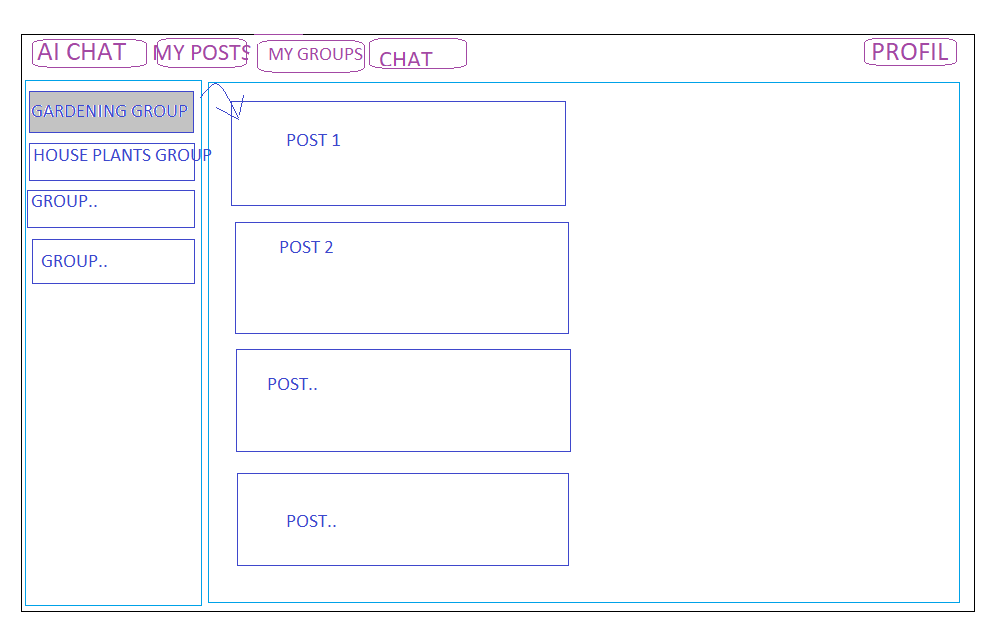 AI CHAT
MY POSTS
MY GROUPS
CHAT
PROFIL
GARDENING GROUP
HOUSE PLANTS GROUP
GROUP..
GROUP..
POST 1
POST 2
POST..
POST..